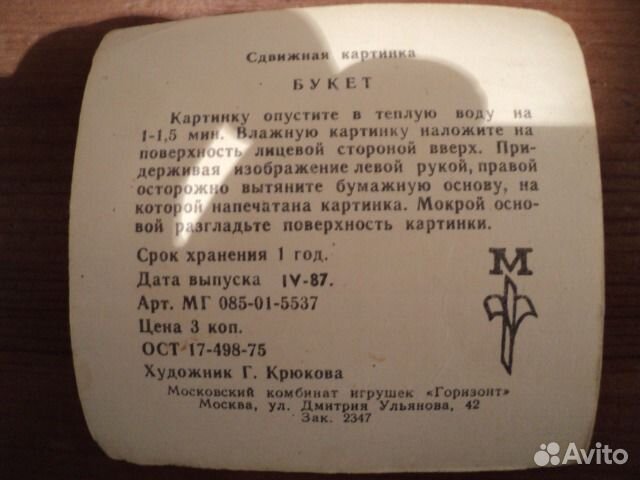 Сдвижная картинка
БУКЕТ
Картинку опустите в теплую воду на
1-1,5 мин. Влажную картинку наложите на
поверхность лицевой стороной вверх. При-
держивая изображение левой рукой, правой
осторожно вытяните бумажную основу, на
которой напечатана картинка. Мокрой осно-
вой разгладьте поверхность картинки.
Срок хранения 1 год.
Дата выпуска IV-87.
Арт. МГ 085-01-5537
Цена 3 коп.
ОСТ 17-498-75
Художник Г. Крюкова
М
Московский комбинат игрушек «Горизонт»
Москва, ул. Дмитрия Ульянова, 42
Зак. 2347
Avito